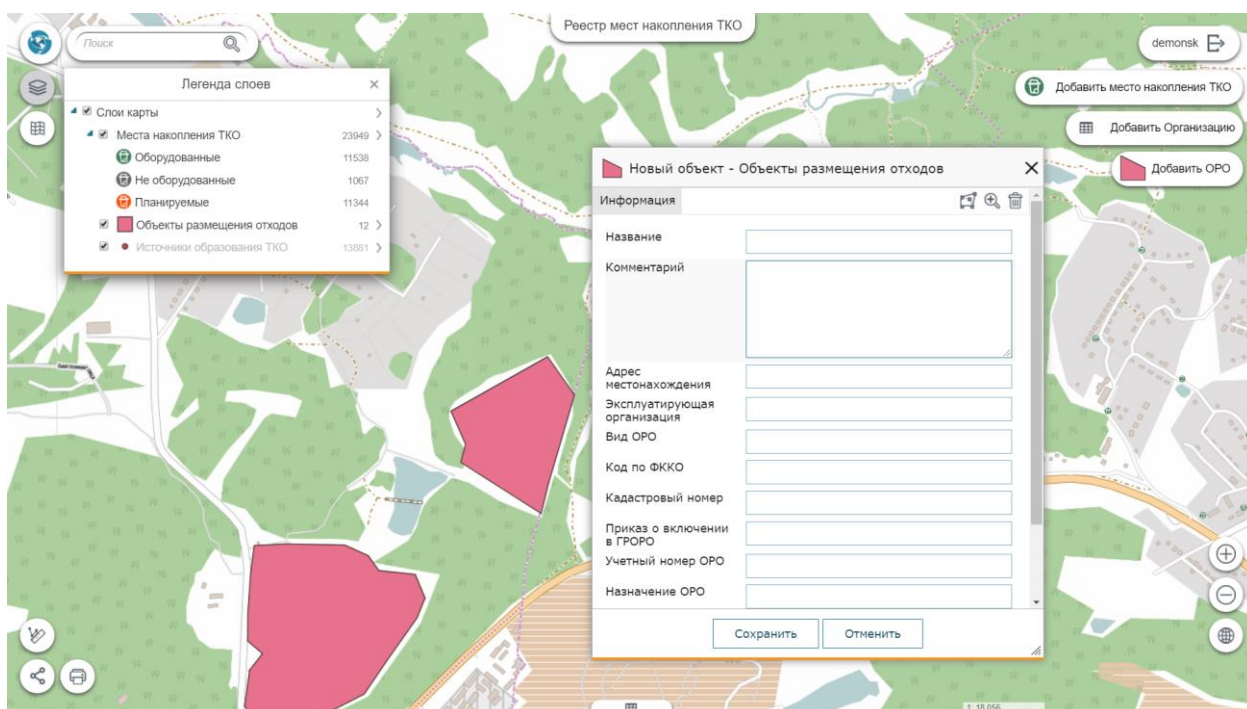 Реестр мест накопления ТКО
Поиск
demonsk
Легенда слоев
Слои карты
Места накопления ТКО 23949
Оборудованные 11538
Не оборудованные 1067
Планируемые 11344
Объекты размещения отходов 12
Источники образования ТКО 13881
Добавить место накопления ТКО
Добавить Организацию
Добавить ОРО
Новый объект - Объекты размещения отходов
Информация
Название
Комментарий
Адрес
местонахождения
Эксплуатирующая
организация
Вид ОРО
Код по ФККО
Кадастровый номер
Приказ о включении
в ГРОРО
Учетный номер ОРО
Назначение ОРО
Сохранить Отменить
1: 18 056